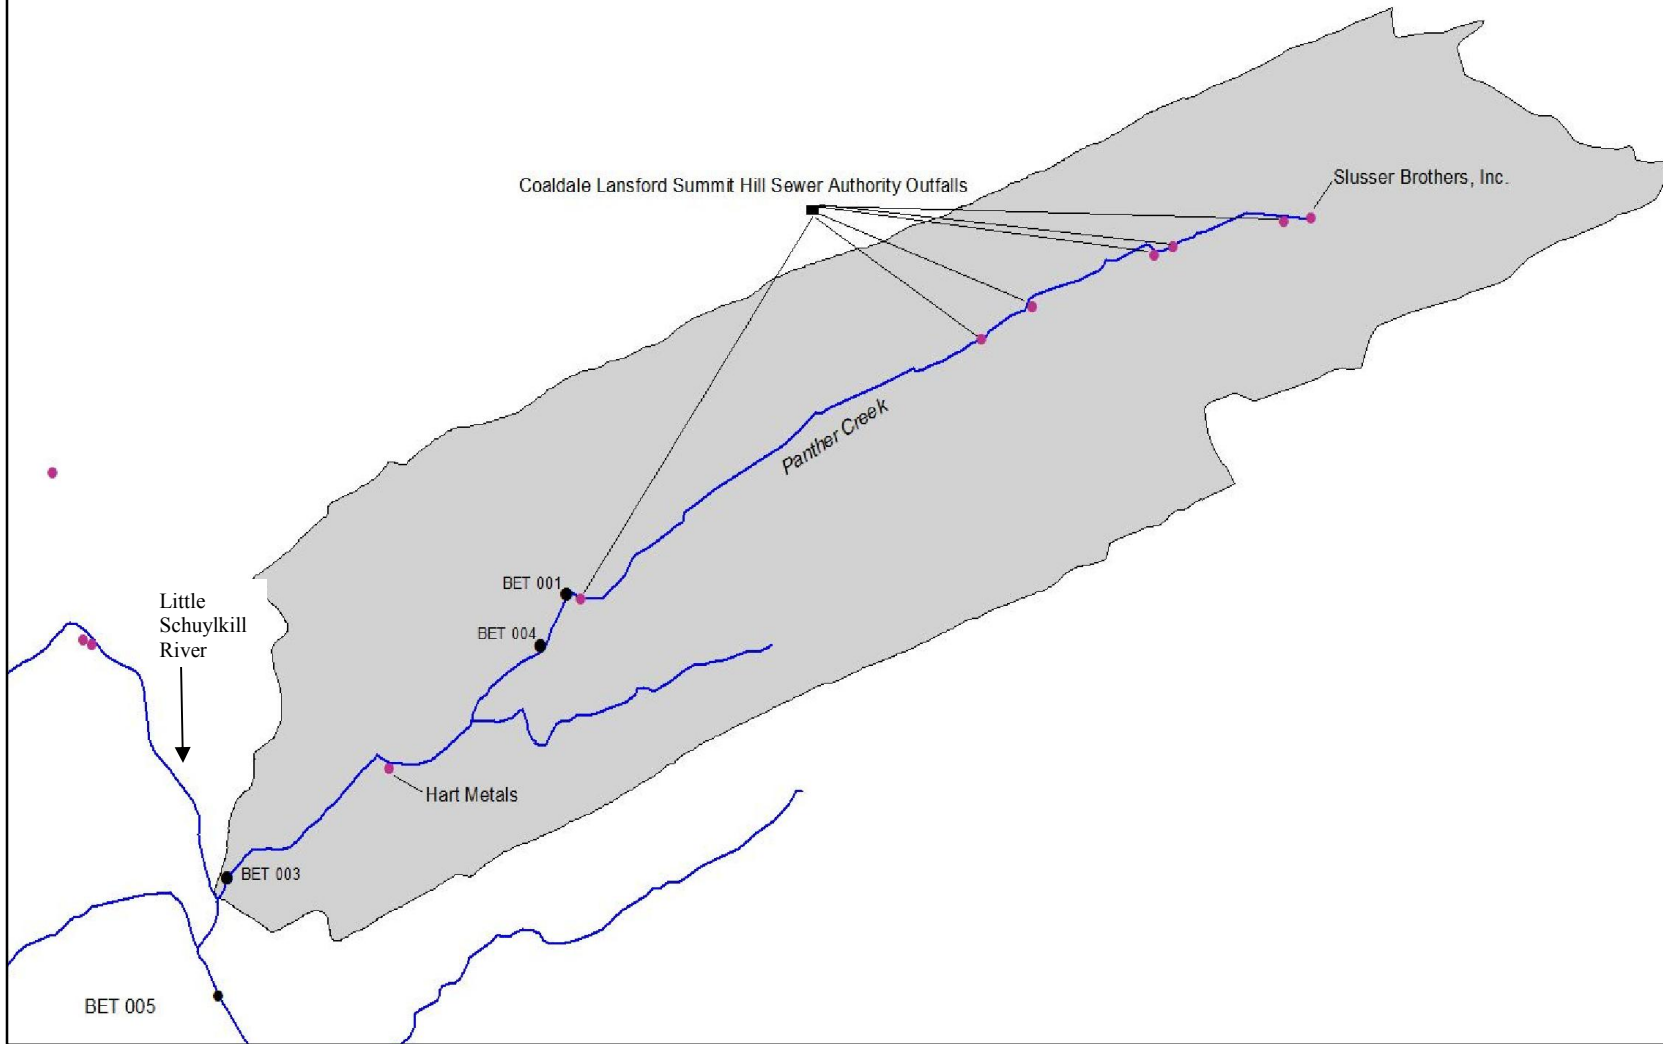 Coaldale Lansford Summit Hill Sewer Authority Outfalls
Slusser Brothers, Inc.
Panther Creek
BET 001
Little
Schuylkill
River
BET 004
Hart Metals
BET 003
BET 005